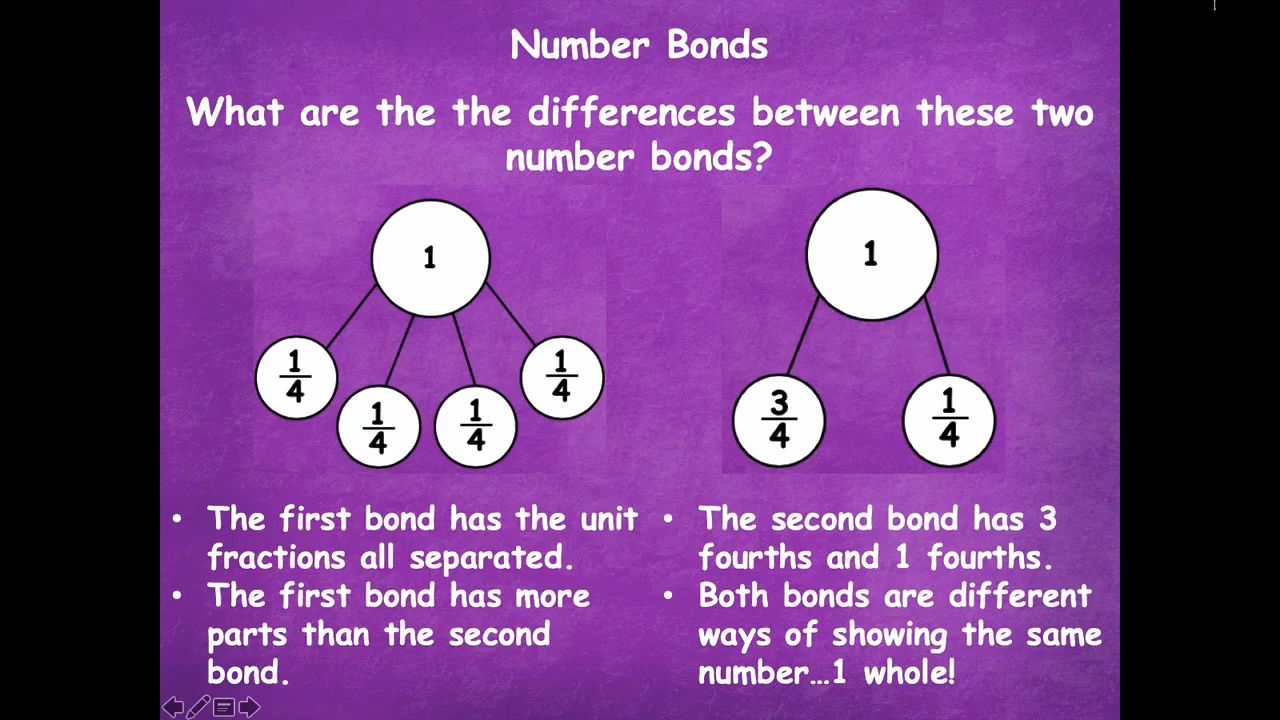 Number Bonds
What are the the differences between these two
number bonds?
1
1/4
1/4
1/4
1/4
1
3/4
1/4
• The first bond has the unit
fractions all separated.
• The first bond has more
parts than the second
bond.
• The second bond has 3
fourths and 1 fourths.
• Both bonds are different
ways of showing the same
number...1 whole!